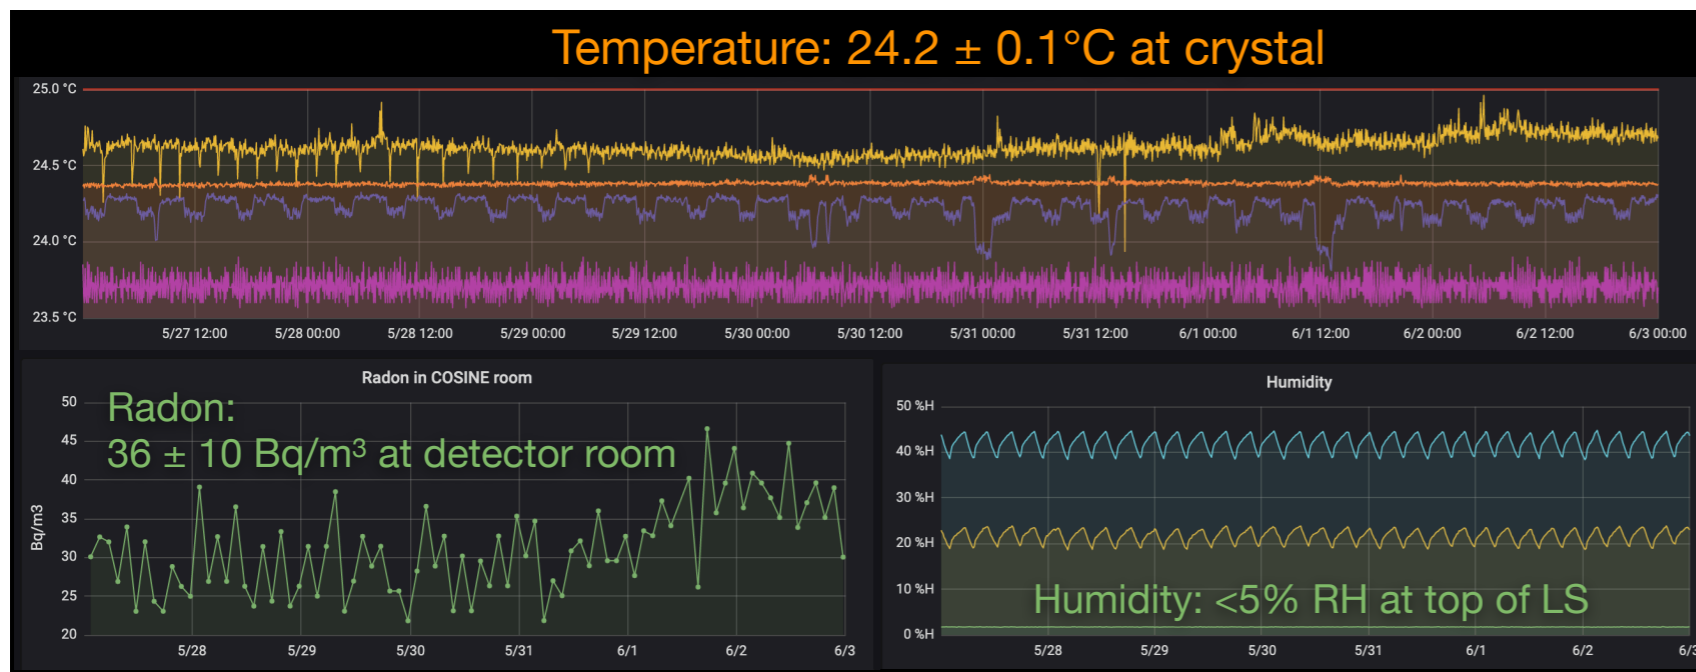 Temperature: 24.2 ± 0.1°C at crystal
25.0 °C
24.5 °C
24.0 °C
23.5 °C
5/27 12:00 5/28 00:00 5/28 12:00 5/29 00:00 5/29 12:00 5/30 00:00 5/30 12:00 5/31 00:00 5/31 12:00 6/1 00:00 6/1 12:00 6/2 00:00 6/2 12:00 6/3 00:00
Radon in COSINE room
Radon:
36 ± 10 Bq/m³ at detector room
Bq/m3
50
45
40
35
30
25
20
5/28 5/29 5/30 5/31 6/1 6/2 6/3
Humidity
50 %H
40 %H
30 %H
20 %H
10 %H
0 %H
Humidity: <5% RH at top of LS
5/28 5/29 5/30 5/31 6/1 6/2 6/3